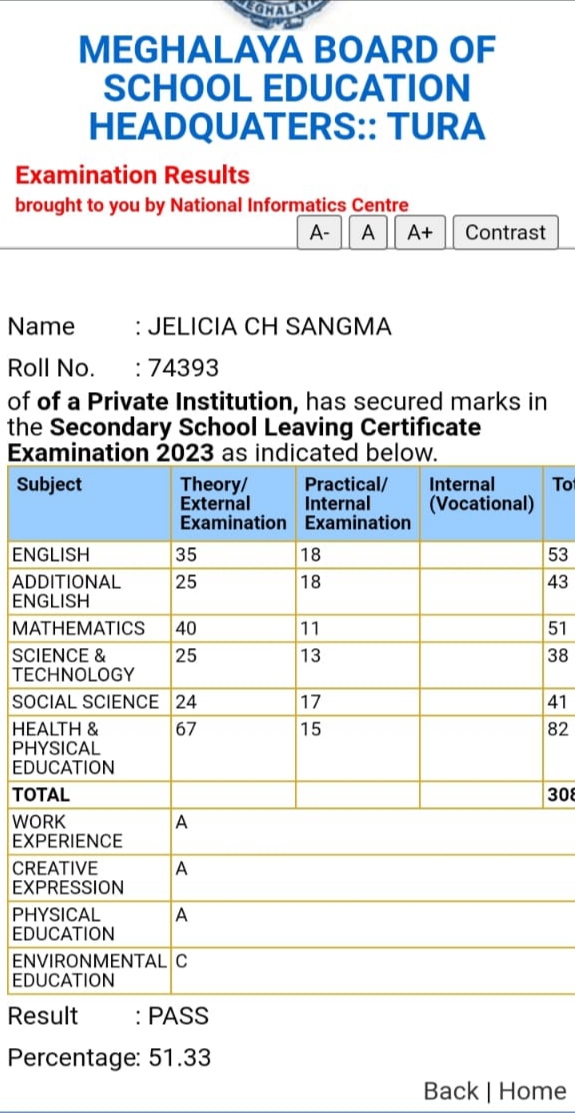 MEGHALAYA BOARD OF
SCHOOL EDUCATION
HEADQUATERS:: TURA
Examination Results
brought to you by National Informatics Centre
A- A A+ Contrast
Name : JELICIA CH SANGMA
Roll No. : 74393
of of a Private Institution, has secured marks in
the Secondary School Leaving Certificate
Examination 2023 as indicated below.
Subject Theory/ Practical/ Internal
External Internal (Vocational)
Examination Examination
ENGLISH 35 18 53
ADDITIONAL 25 18 43
ENGLISH
MATHEMATICS 40 11 51
SCIENCE & 25 13 38
TECHNOLOGY
SOCIAL SCIENCE 24 17 41
HEALTH & 67 15 82
PHYSICAL
EDUCATION
TOTAL 308
WORK A
EXPERIENCE
CREATIVE A
EXPRESSION
PHYSICAL A
EDUCATION
ENVIRONMENTAL C
EDUCATION
Result : PASS
Percentage: 51.33
Back | Home